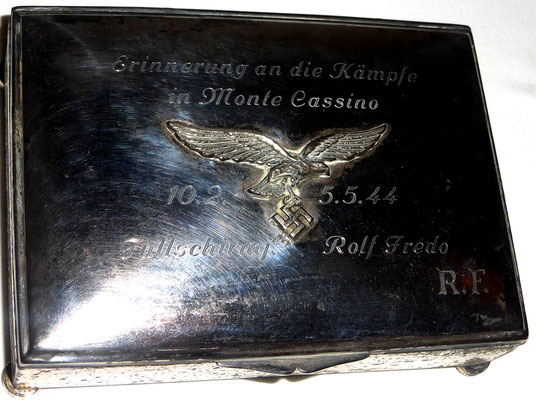 Erinnerung an die Kämpfe
in Monte Cassino
10.2. 5.5.44
Rolf Fredo
R.F.